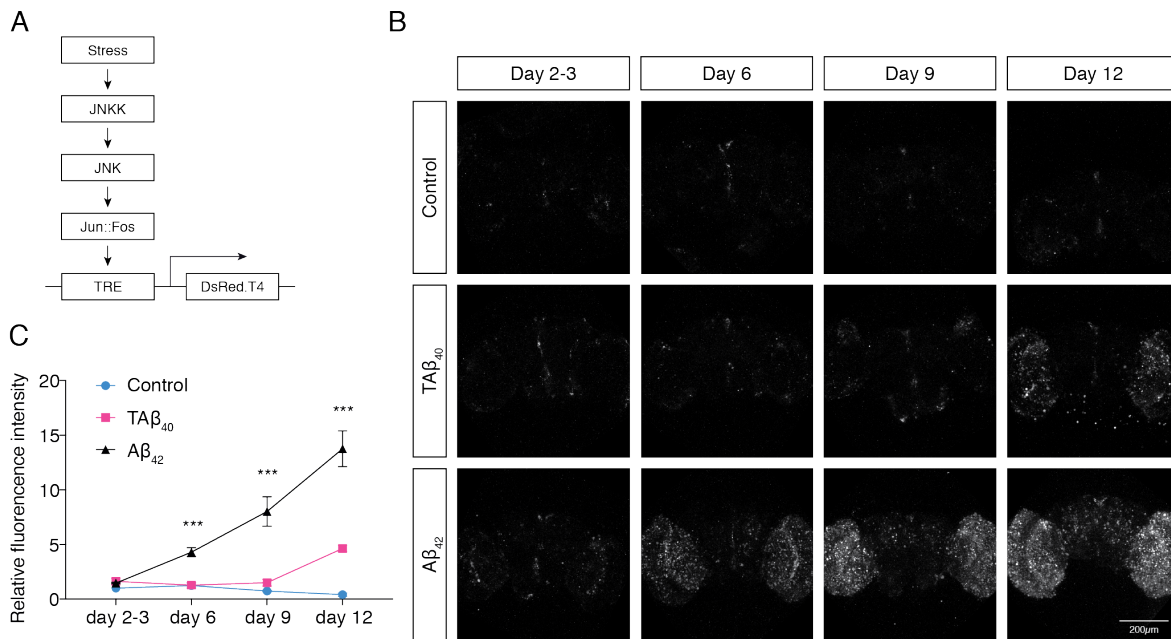 A
Stress
JNKK
JNK
Jun::Fos
TRE
DsRed.T4
B
Day 2-3
Day 6
Day 9
Day 12
Control
TAβ₄₀
Aβ₄₂
200µm
C
Relative fluorescence intensity
20
15
10
5
0
Control
TAβ₄₀
Aβ₄₂
***
***
***
day 2-3
day 6
day 9
day 12